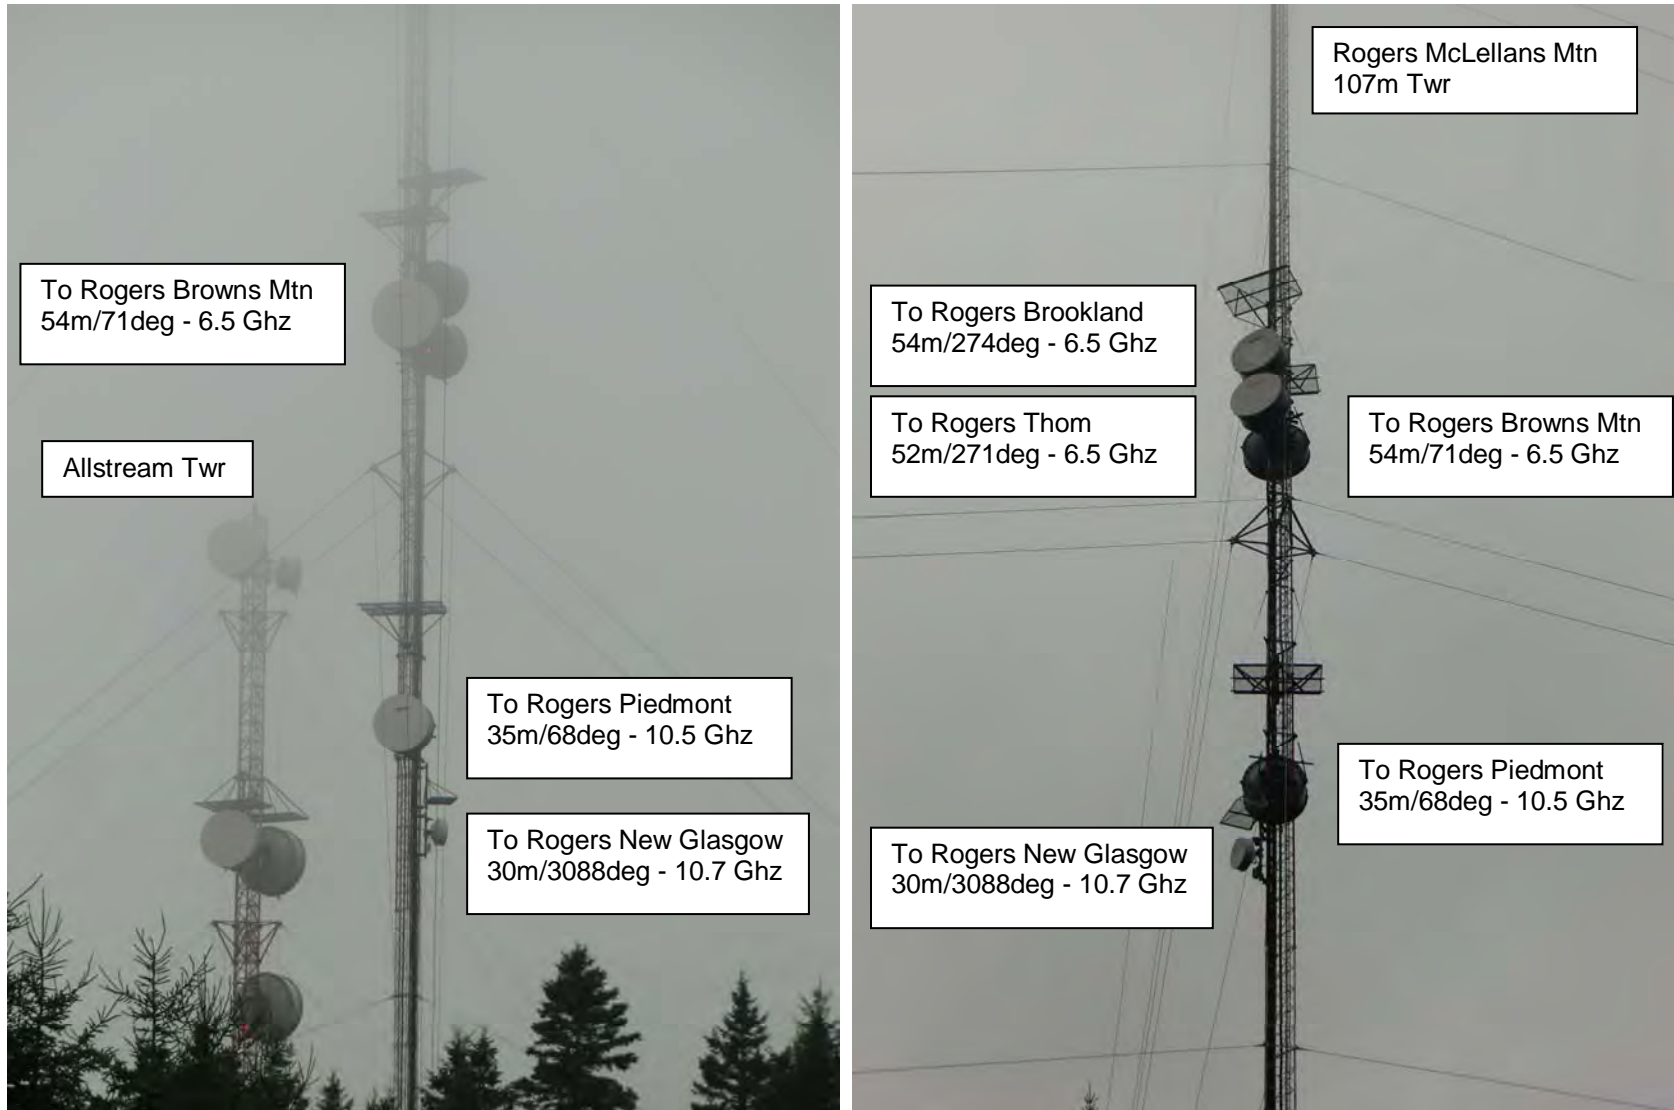 To Rogers Browns Mtn
54m/71deg - 6.5 Ghz
Allstream Twr
To Rogers Piedmont
35m/68deg - 10.5 Ghz
To Rogers New Glasgow
30m/3088deg - 10.7 Ghz
Rogers McLellans Mtn
107m Twr
To Rogers Brookland
54m/274deg - 6.5 Ghz
To Rogers Thom
52m/271deg - 6.5 Ghz
To Rogers Browns Mtn
54m/71deg - 6.5 Ghz
To Rogers Piedmont
35m/68deg - 10.5 Ghz
To Rogers New Glasgow
30m/3088deg - 10.7 Ghz